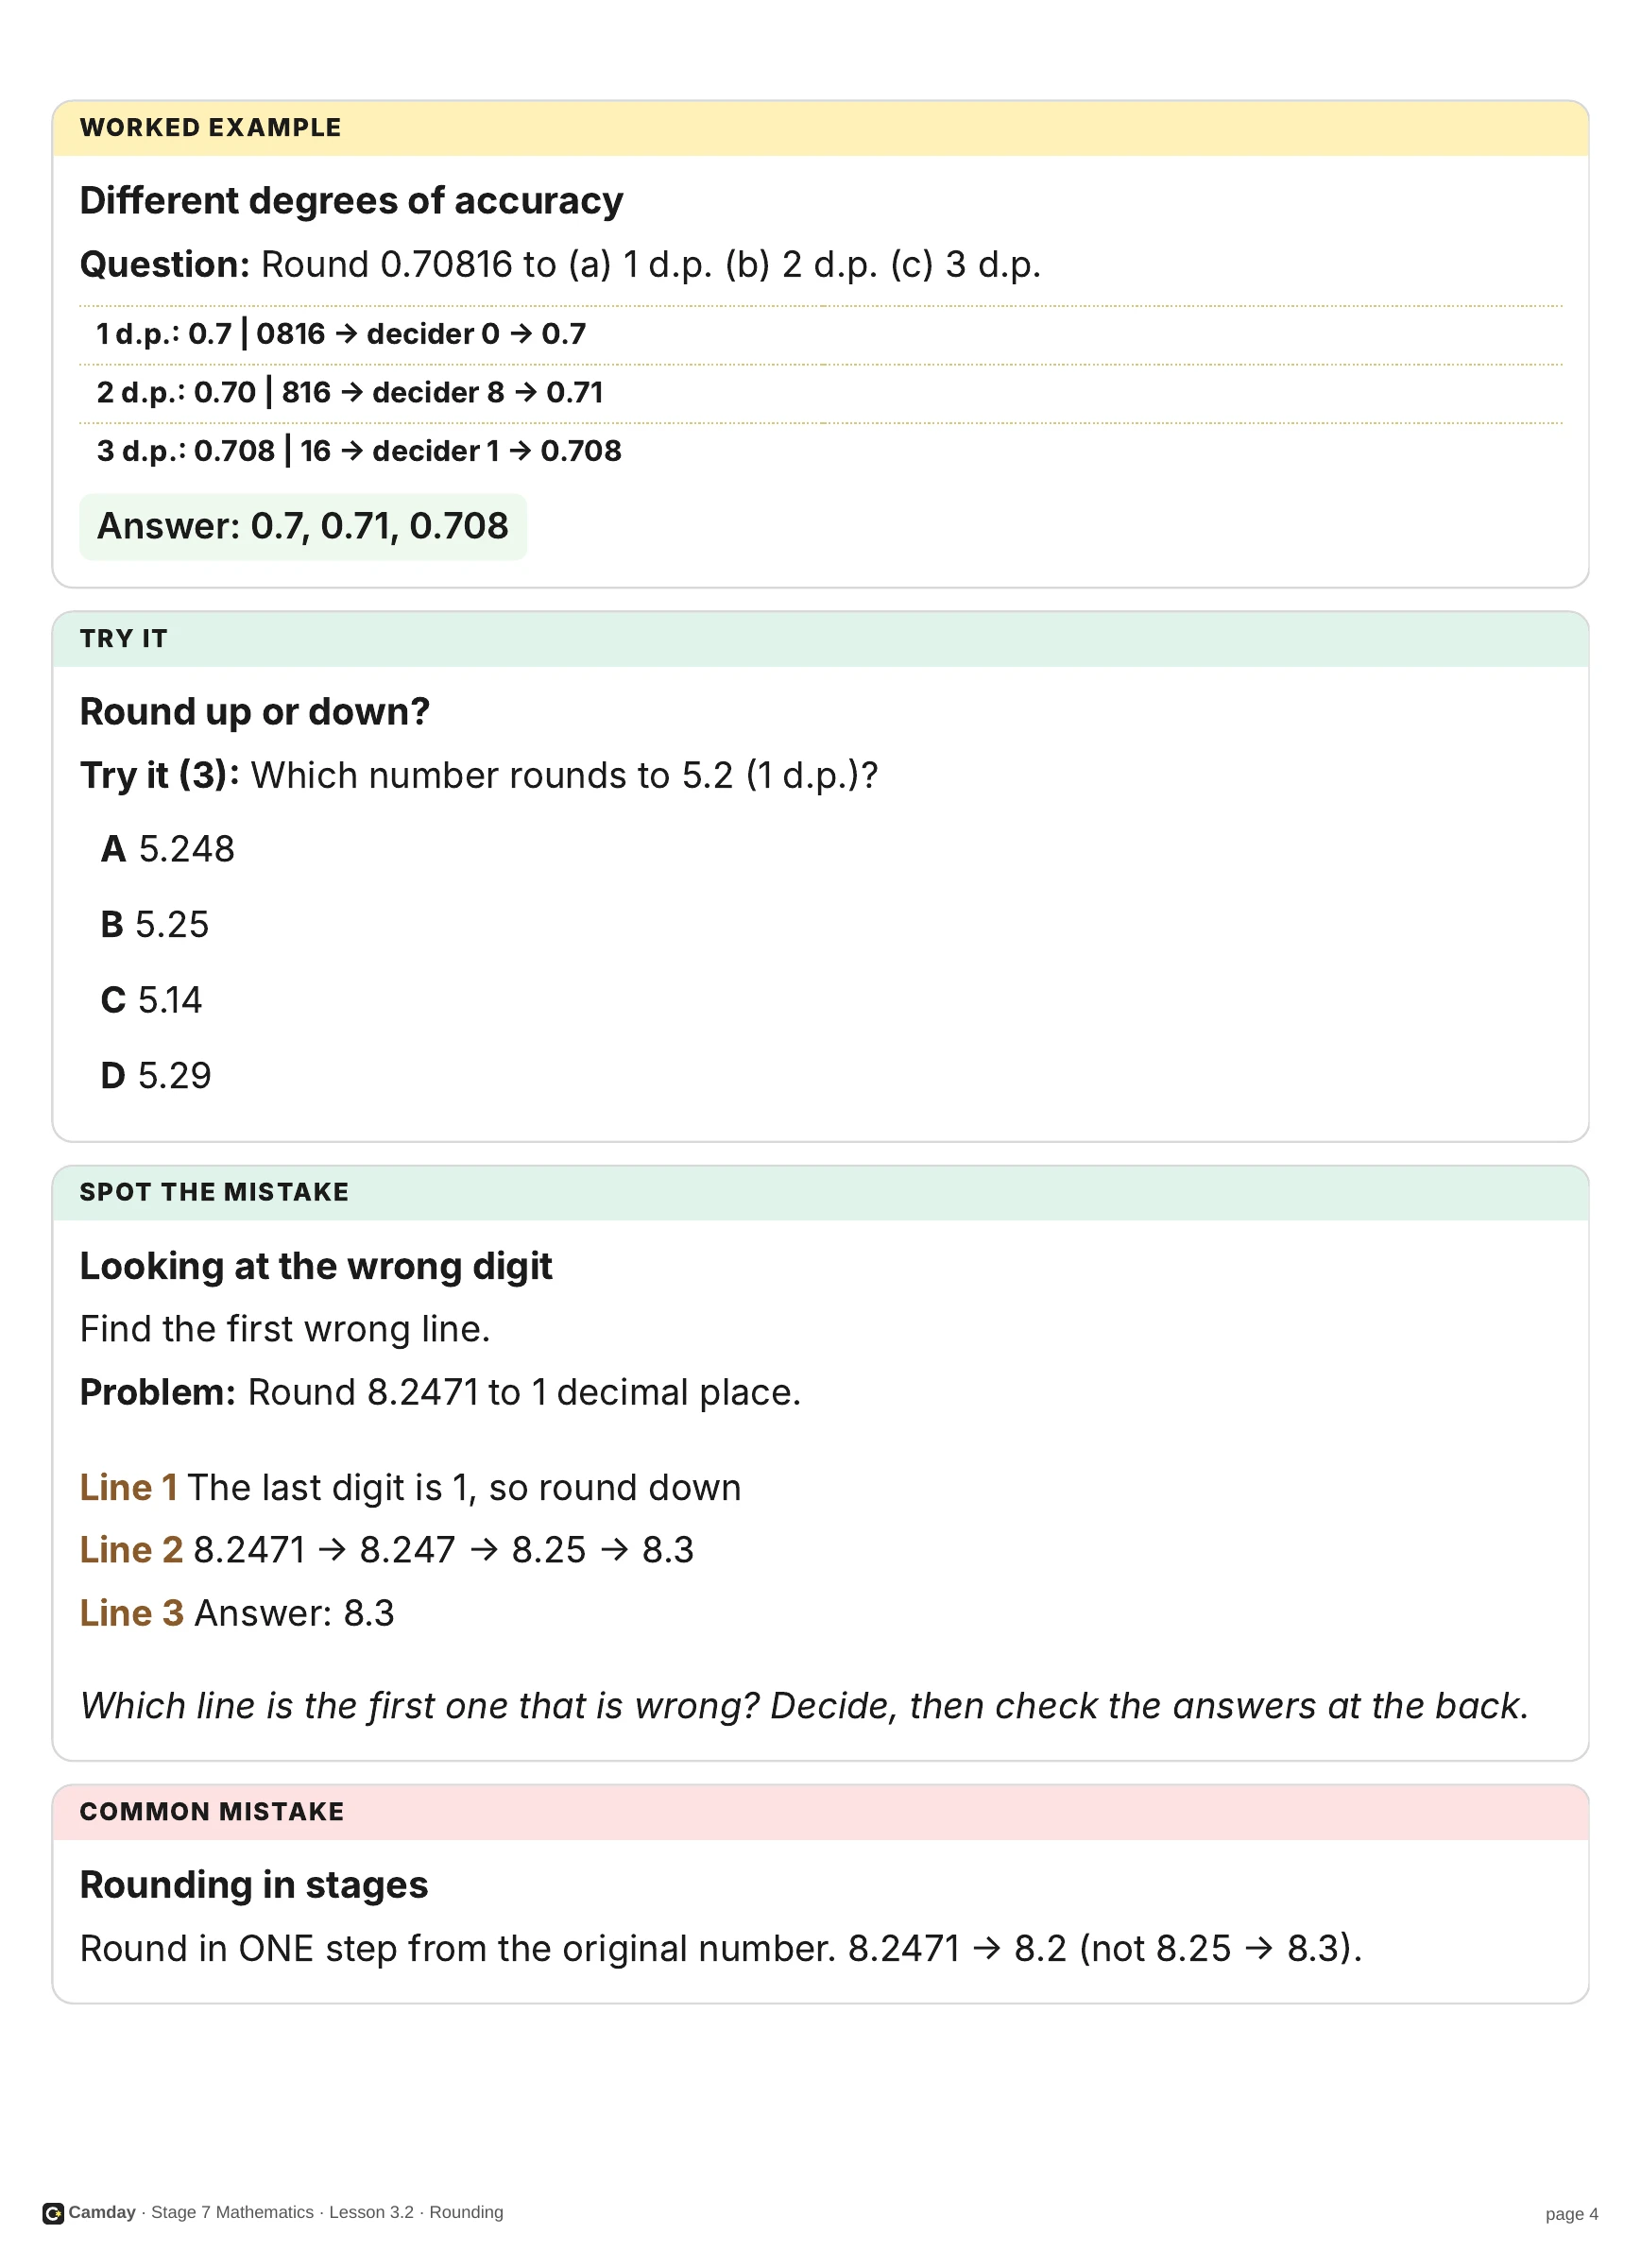 WORKED EXAMPLE
Different degrees of accuracy
Question: Round 0.70816 to (a) 1 d.p. (b) 2 d.p. (c) 3 d.p.
1 d.p.: 0.7 | 0816 → decider 0 → 0.7
2 d.p.: 0.70 | 816 → decider 8 → 0.71
3 d.p.: 0.708 | 16 → decider 1 → 0.708
Answer: 0.7, 0.71, 0.708
TRY IT
Round up or down?
Try it (3): Which number rounds to 5.2 (1 d.p.)?
A 5.248
B 5.25
C 5.14
D 5.29
SPOT THE MISTAKE
Looking at the wrong digit
Find the first wrong line.
Problem: Round 8.2471 to 1 decimal place.
Line 1 The last digit is 1, so round down
Line 2 8.2471 → 8.247 → 8.25 → 8.3
Line 3 Answer: 8.3
Which line is the first one that is wrong? Decide, then check the answers at the back.
COMMON MISTAKE
Rounding in stages
Round in ONE step from the original number. 8.2471 → 8.2 (not 8.25 → 8.3).
Camday · Stage 7 Mathematics · Lesson 3.2 · Rounding
page 4